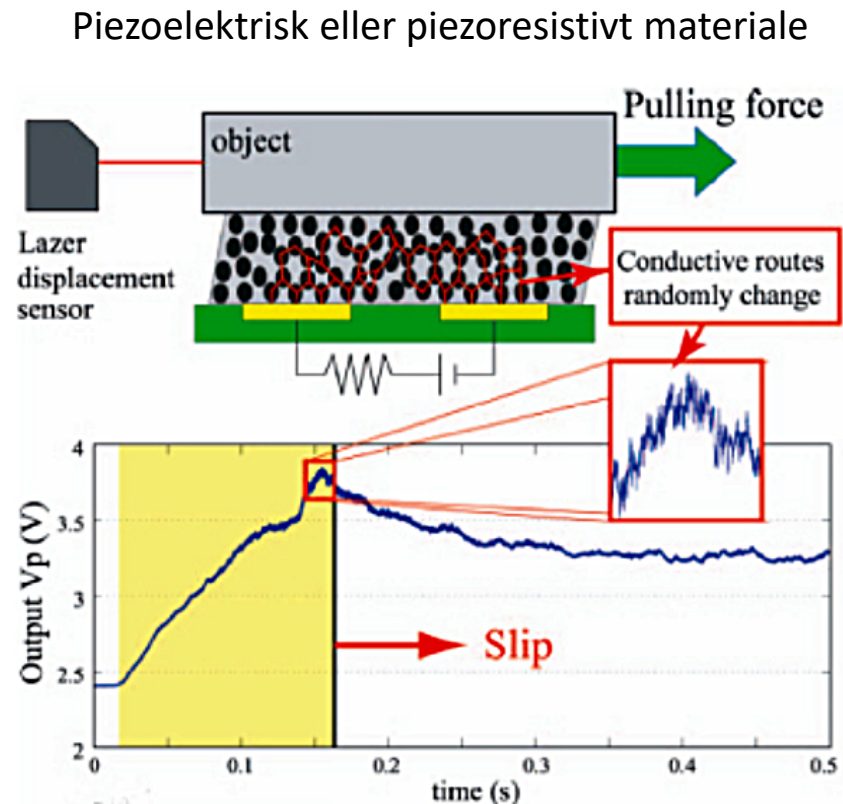 Piezoelektrisk eller piezoresistivt materiale
Pulling force
object
Lazer
displacement
sensor
Conductive routes
randomly change
4
3.5
3
2.5
2
Output Vp (V)
Slip
0
0.1
0.2
0.3
0.4
0.5
time (s)